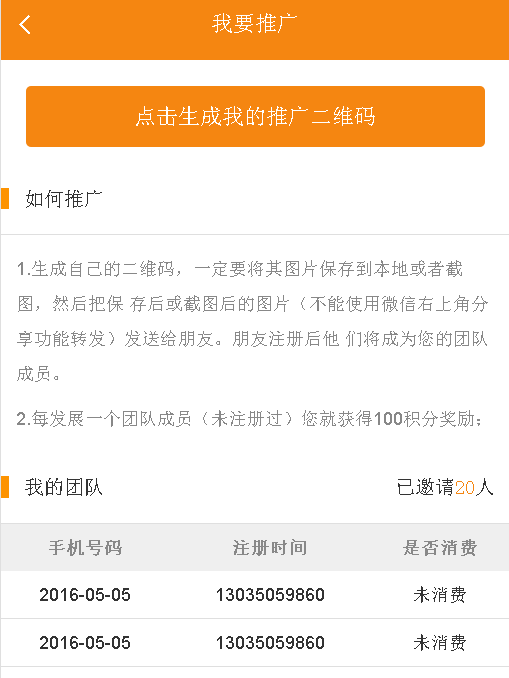 我要推广
点击生成我的推广二维码
如何推广
1.生成自己的二维码，一定要将其图片保存到本地或者截
图，然后把保 存后或截图后的图片（不能使用微信右上角分
享功能转发）发送给朋友。朋友注册后他 们将成为您的团队
成员。
2.每发展一个团队成员（未注册过）您就获得100积分奖励；
我的团队 已邀请20人
手机号码 注册时间 是否消费
2016-05-05 13035059860 未消费
2016-05-05 13035059860 未消费